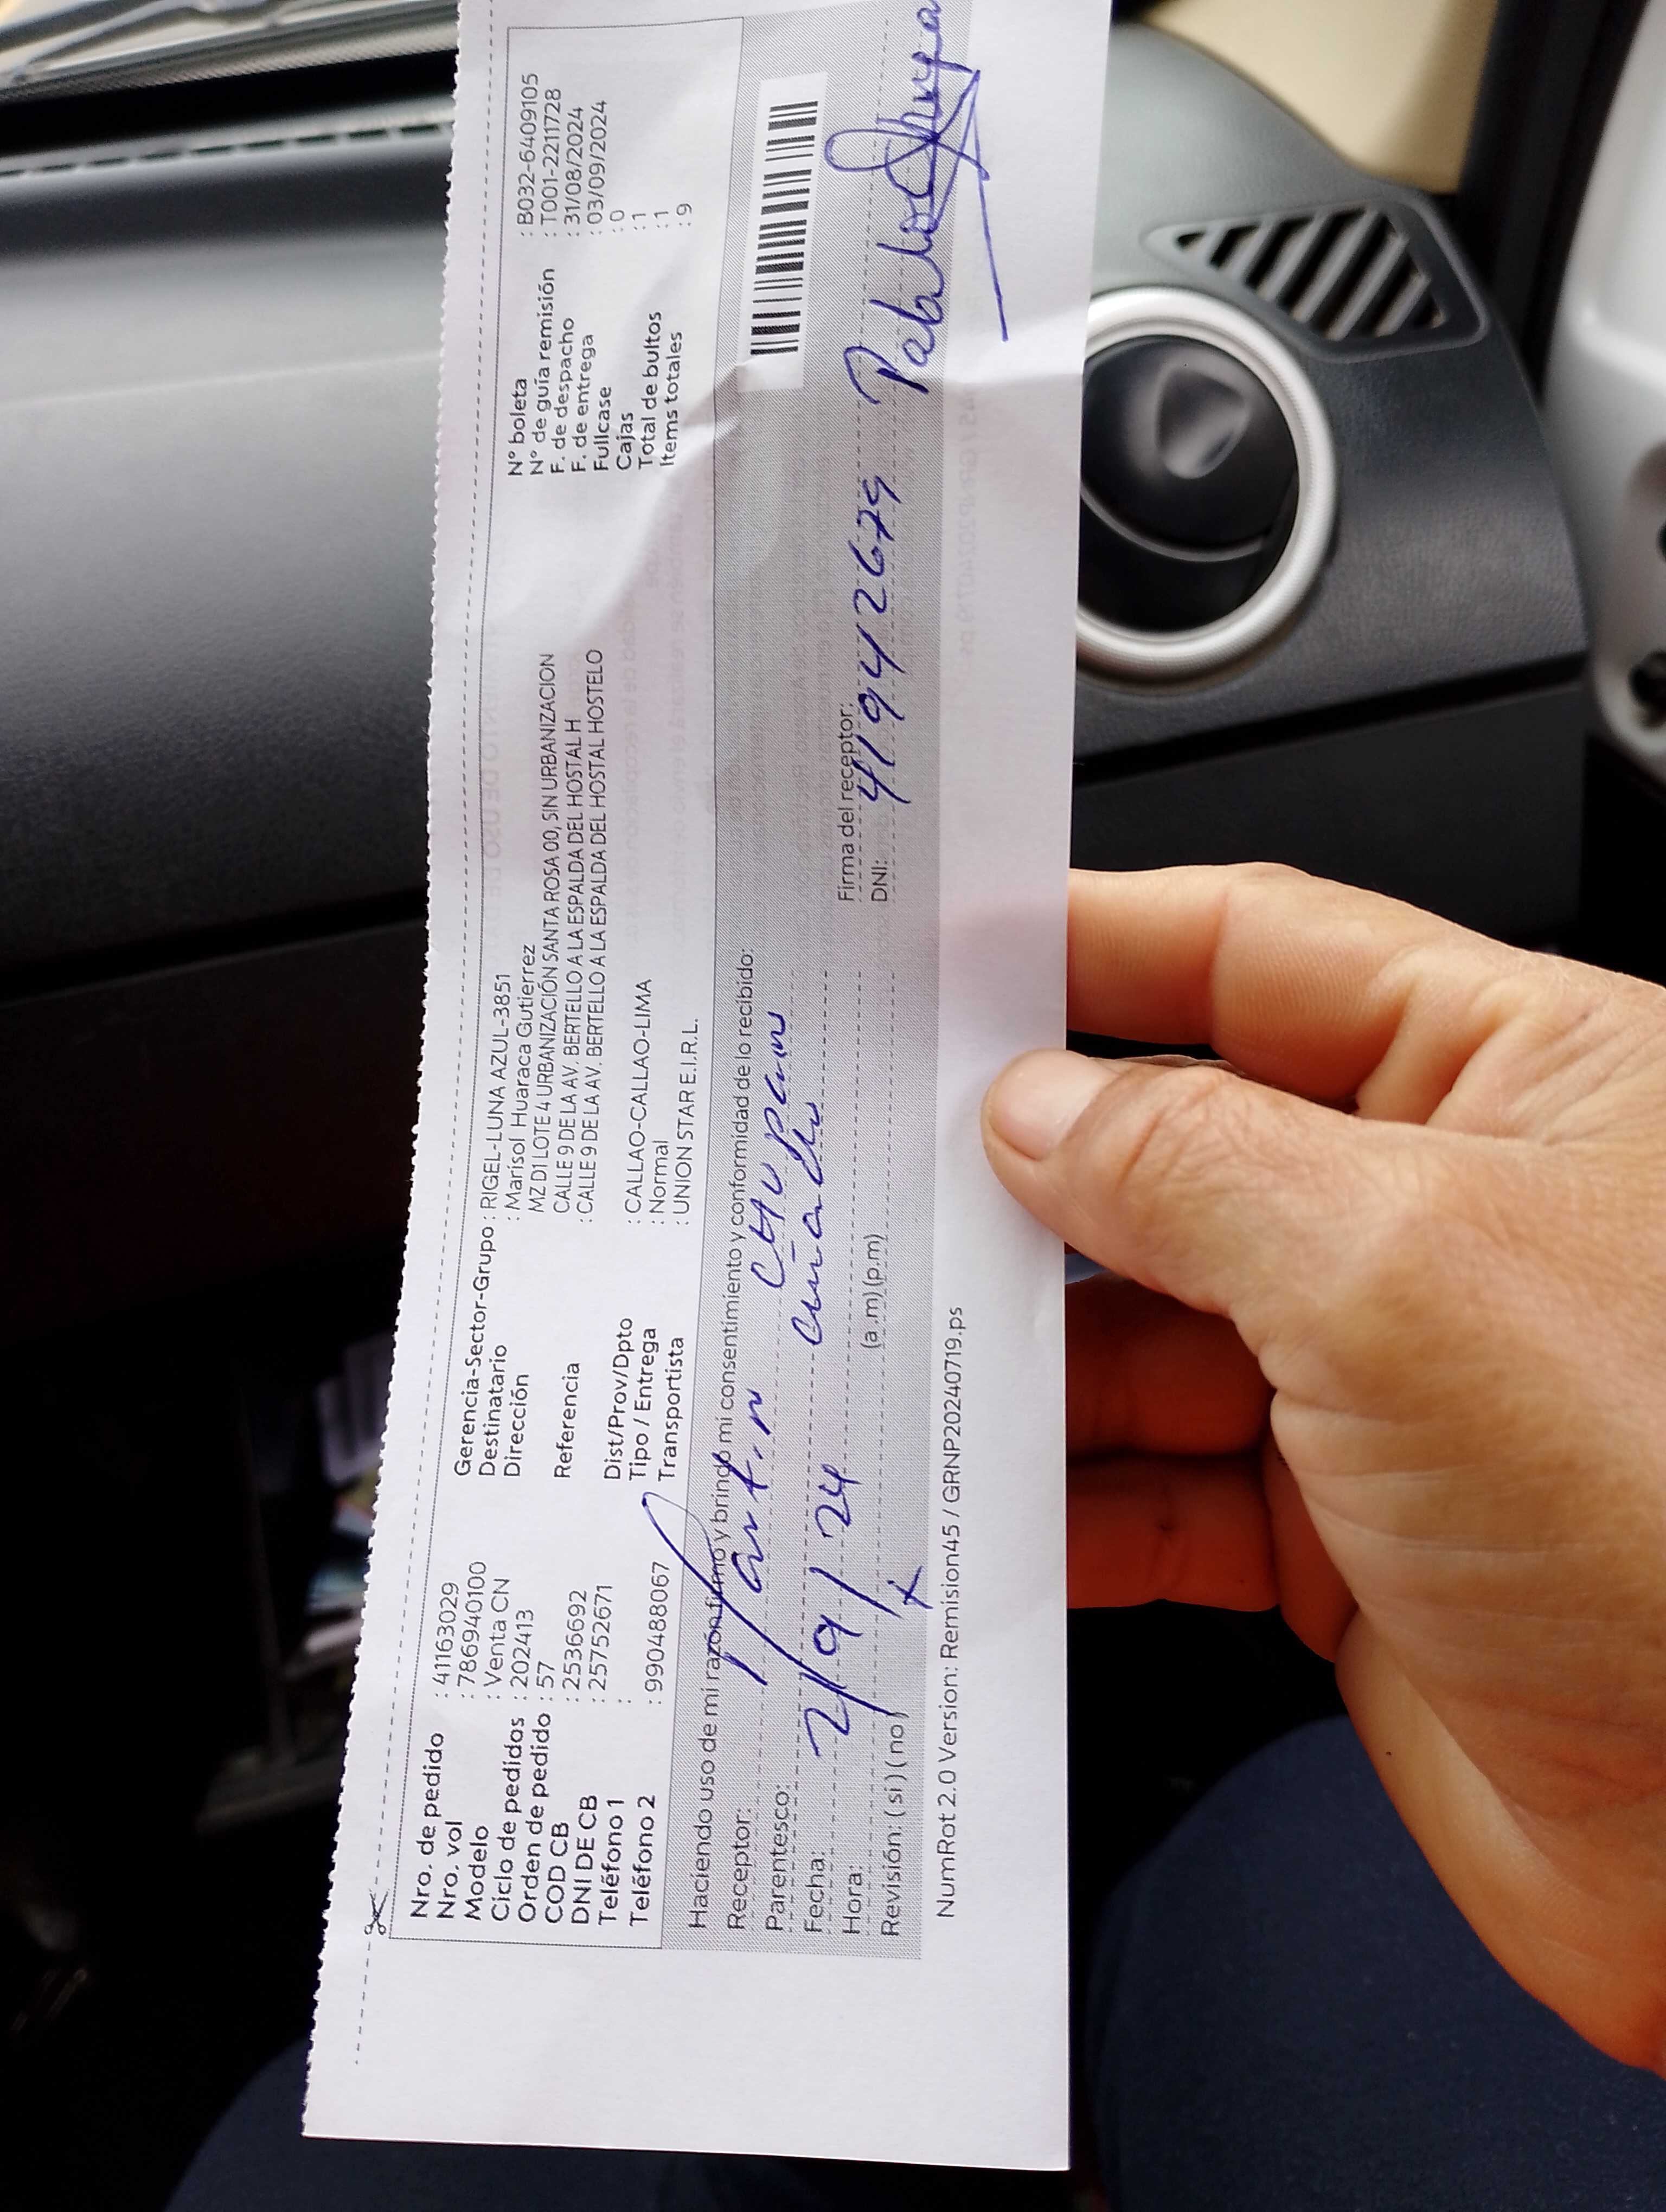 Nro. de pedido : 41163029
Nro. vol : 786940100
Modelo : Venta CN
Ciclo de pedidos : 202413
Orden de pedido : 57
COD CB : 2536692
DNI DE CB : 25752671
Teléfono 1 :
Teléfono 2 : 990488067
Gerencia-Sector-Grupo : RIGEL-LUNA AZUL-3851
Destinatario : Marisol Huaraca Gutierrez
Dirección MZ D1 LOTE 4 URBANIZACIÓN SANTA ROSA 00, SIN URBANIZACION
CALLE 9 DE LA AV. BERTELLO A LA ESPALDA DEL HOSTAL H
Referencia : CALLE 9 DE LA AV. BERTELLO A LA ESPALDA DEL HOSTAL HOSTELO
Dist/Prov/Dpto : CALLAO-CALLAO-LIMA
Tipo / Entrega : Normal
Transportista : UNION STAR E.I.R.L.
N° boleta : B032-6409105
N° de guía remisión : T001-2211728
F. de despacho : 31/08/2024
F. de entrega : 03/09/2024
Fullcase : 0
Cajas : 1
Total de bultos : 1
Items totales : 9
Haciendo uso de mi razón firmo y brindo mi consentimiento y conformidad de lo recibido:
Receptor:
Parentesco: cuñado
Fecha: 2/9/24
Hora: (a.m) (p.m)
Revisión: ( si ) ( no )
Firma del receptor: Pablo
DNI: 41942679
NumRot 2.0 Version: Remision45 / GRNP20240719.ps